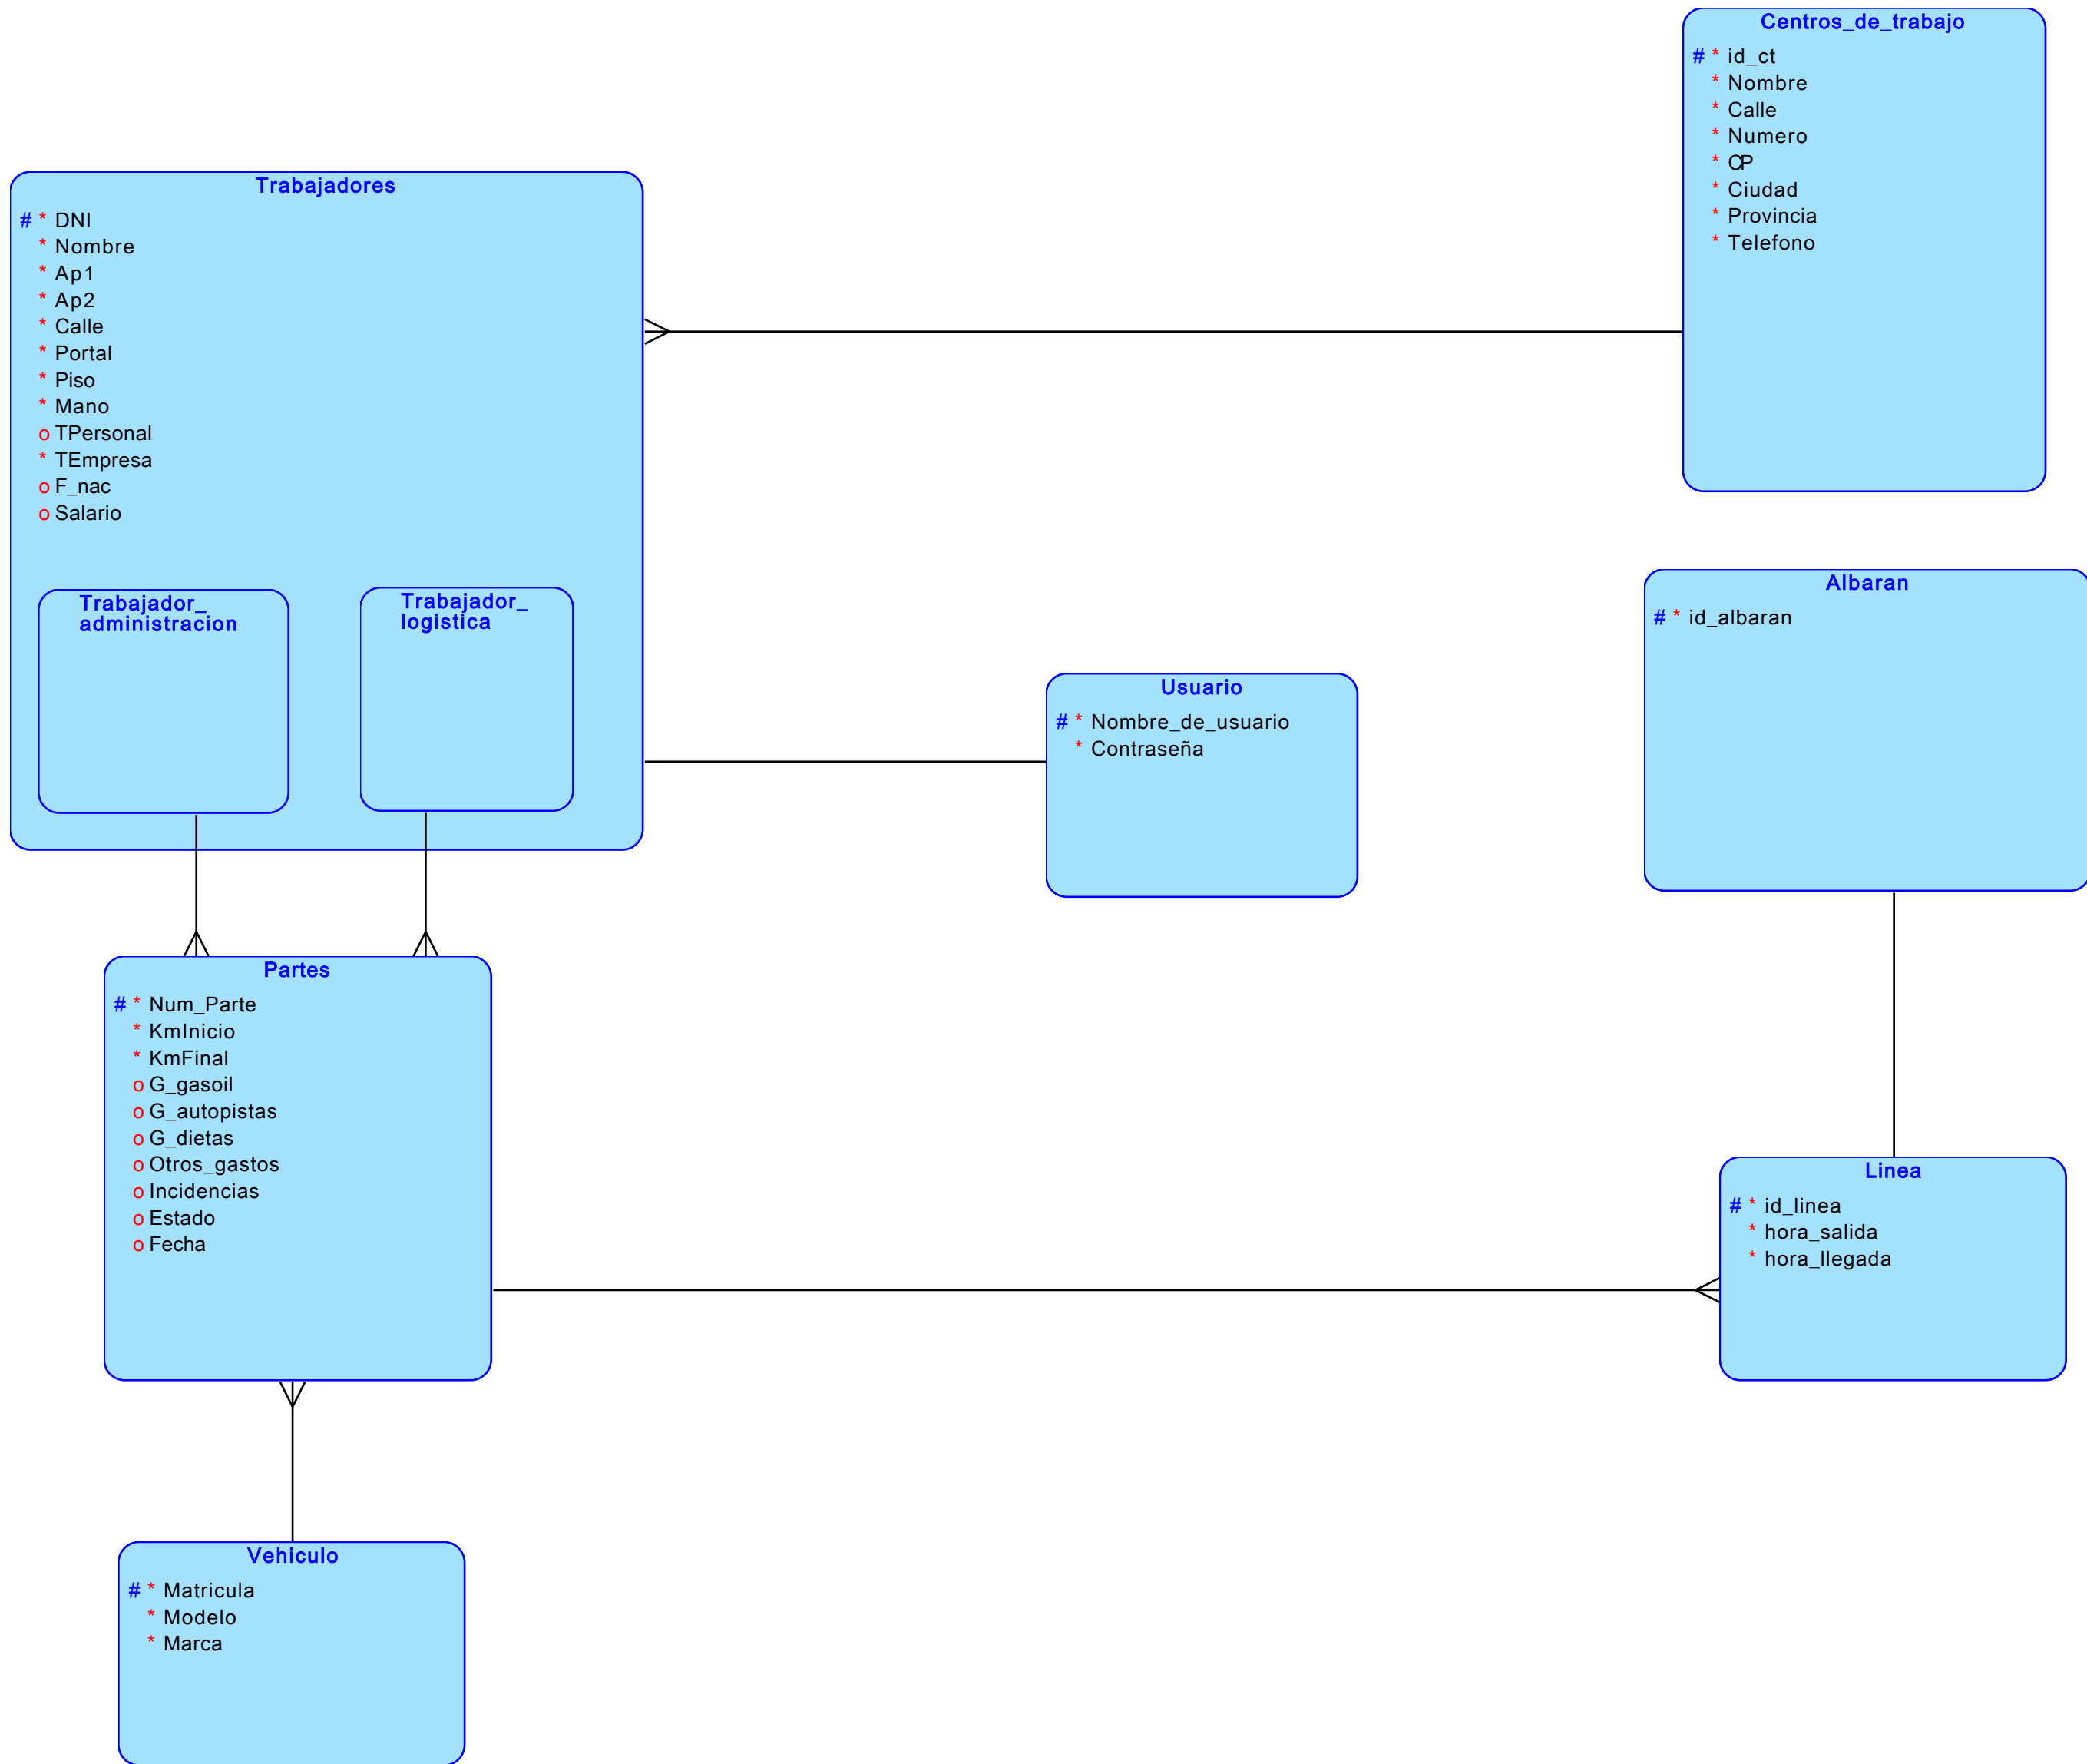 Centros_de_trabajo
# * id_ct
* Nombre
* Calle
* Numero
* CP
* Ciudad
* Provincia
* Telefono
Trabajadores
# * DNI
* Nombre
* Ap1
* Ap2
* Calle
* Portal
* Piso
* Mano
o TPersonal
* TEmpresa
o F_nac
o Salario
Trabajador_
administracion
Trabajador_
logistica
Albaran
# * id_albaran
Usuario
# * Nombre_de_usuario
* Contraseña
Partes
# * Num_Parte
* KmInicio
* KmFinal
o G_gasoil
o G_autopistas
o G_dietas
o Otros_gastos
o Incidencias
o Estado
o Fecha
Linea
# * id_linea
* hora_salida
* hora_llegada
Vehiculo
# * Matricula
* Modelo
* Marca